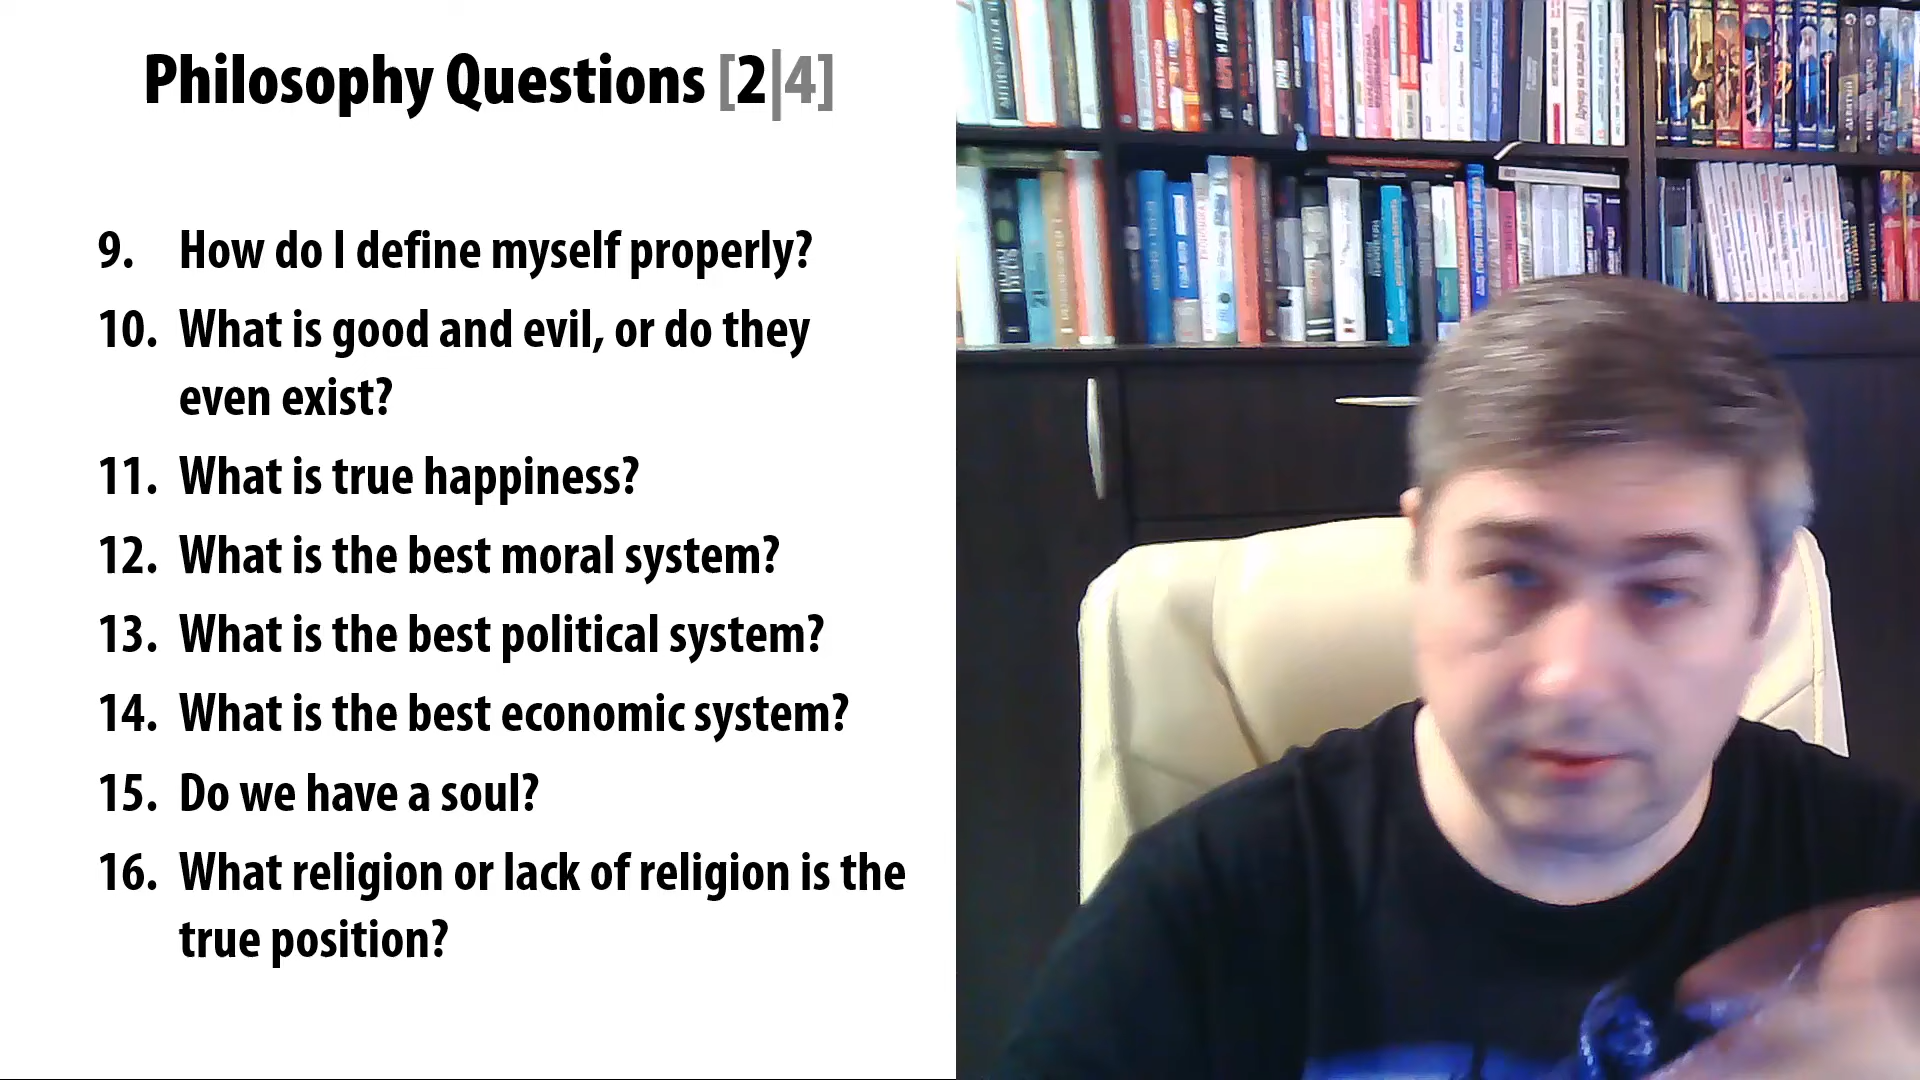 Philosophy Questions [2|4]
9. How do I define myself properly?
10. What is good and evil, or do they
even exist?
11. What is true happiness?
12. What is the best moral system?
13. What is the best political system?
14. What is the best economic system?
15. Do we have a soul?
16. What religion or lack of religion is the
true position?